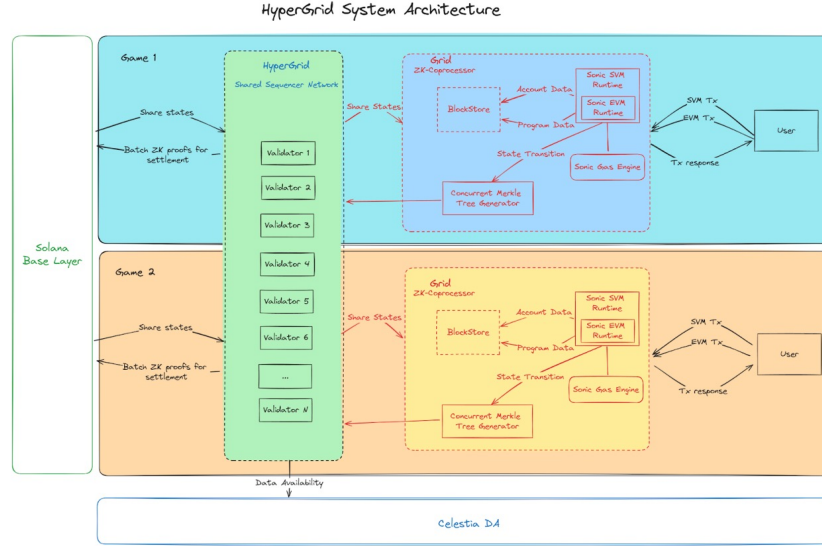 HyperGrid System Architecture
Solana
Base Layer
Game 1
HyperGrid
Shared Sequencer Network
Validator 1
Validator 2
Validator 3
Validator 4
Validator 5
Validator 6
...
Validator N
Share states
Batch ZK proofs for
settlement
Share States
Grid
ZK-Coprocessor
BlockStore
Account Data
Program Data
Sonic SVM
Runtime
Sonic EVM
Runtime
State Transition
Sonic Gas Engine
Concurrent Merkle
Tree Generator
SVM Tx
EVM Tx
Tx response
User
Game 2
Share states
Batch ZK proofs for
settlement
Share States
Grid
ZK-Coprocessor
BlockStore
Account Data
Program Data
Sonic SVM
Runtime
Sonic EVM
Runtime
State Transition
Sonic Gas Engine
Concurrent Merkle
Tree Generator
SVM Tx
EVM Tx
Tx response
User
Data Availability
Celestia DA